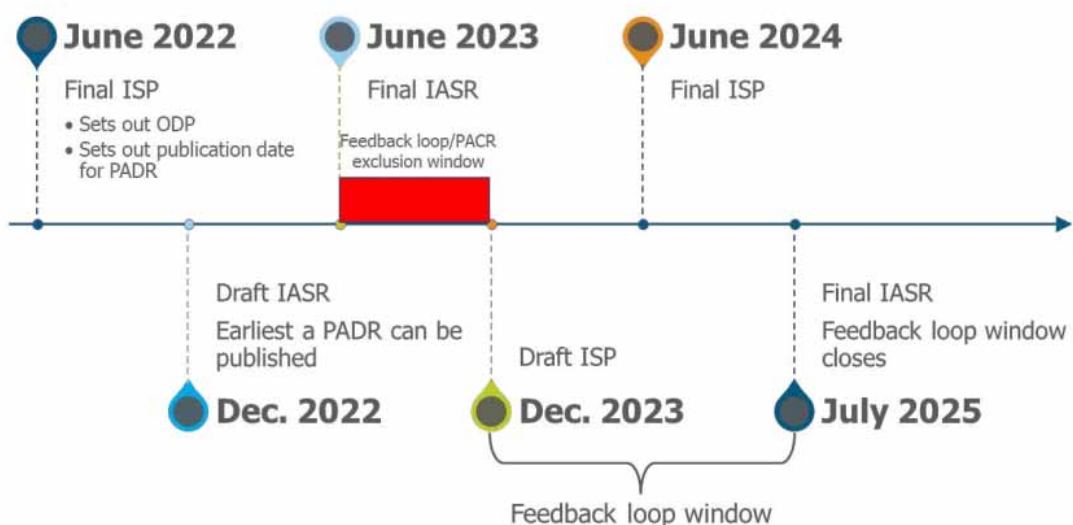 June 2022
Final ISP
• Sets out ODP
• Sets out publication date
for PADR
June 2023
Final IASR
Feedback loop/PACR
exclusion window
June 2024
Final ISP
Draft IASR
Earliest a PADR can be
published
Dec. 2022
Draft ISP
Dec. 2023
Final IASR
Feedback loop window
closes
July 2025
Feedback loop window